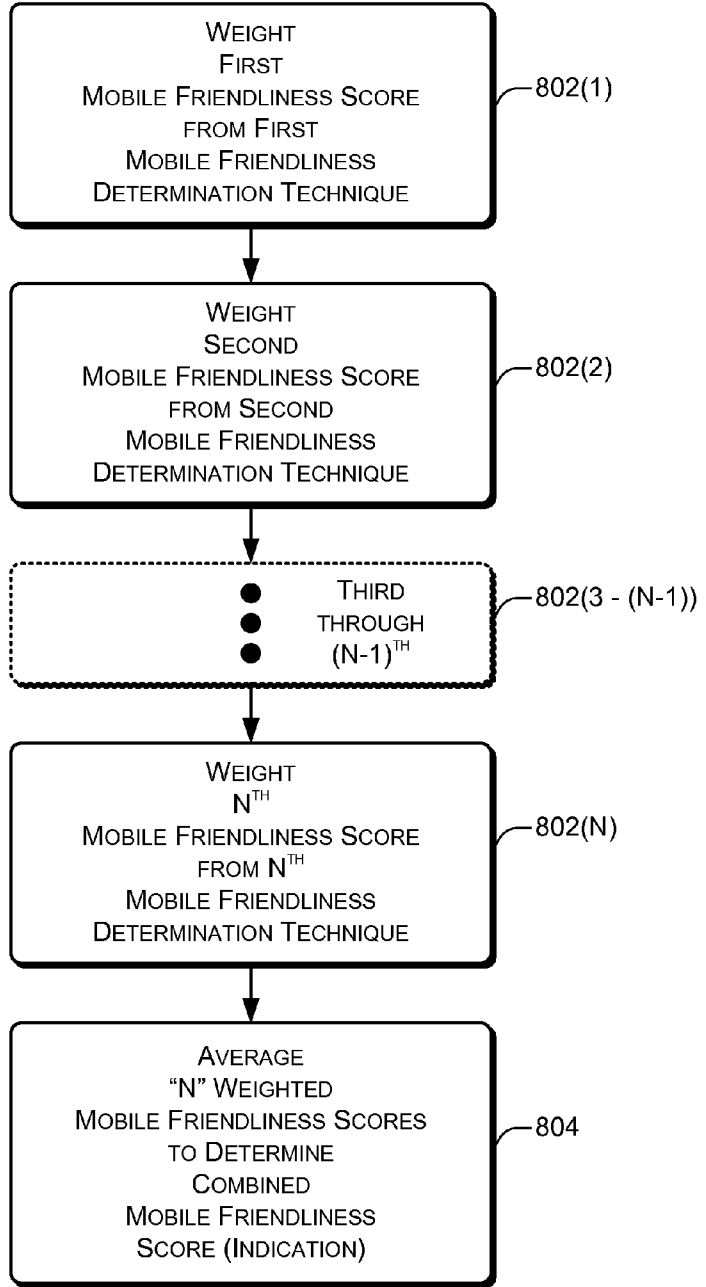 WEIGHT
FIRST
MOBILE FRIENDLINESS SCORE
FROM FIRST
MOBILE FRIENDLINESS
DETERMINATION TECHNIQUE
802(1)
WEIGHT
SECOND
MOBILE FRIENDLINESS SCORE
FROM SECOND
MOBILE FRIENDLINESS
DETERMINATION TECHNIQUE
802(2)
THIRD
THROUGH
(N-1)TH
802(3 - (N-1))
WEIGHT
NTH
MOBILE FRIENDLINESS SCORE
FROM NTH
MOBILE FRIENDLINESS
DETERMINATION TECHNIQUE
802(N)
AVERAGE
“N” WEIGHTED
MOBILE FRIENDLINESS SCORES
TO DETERMINE
COMBINED
MOBILE FRIENDLINESS
SCORE (INDICATION)
804